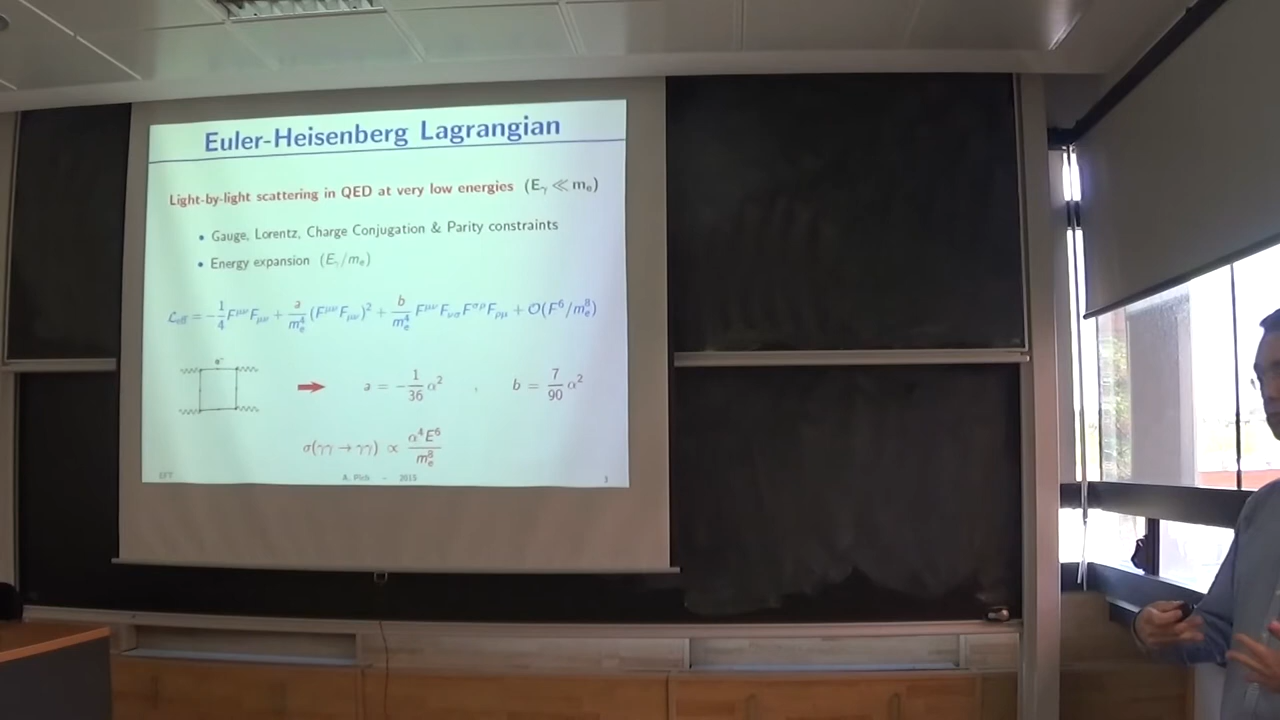 Euler-Heisenberg Lagrangian
Light-by-light scattering in QED at very low energies (E_γ ≪ m_e)
• Gauge, Lorentz, Charge Conjugation & Parity constraints
• Energy expansion (E_γ/m_e)
ℒ_eff = −1/4 F^{μν}F_{μν} + a/m_e^4 (F^{μν}F_{μν})^2 + b/m_e^4 F^{μν}F_{νσ}F^{σρ}F_{ρμ} + O(F^6/m_e^8)
e^−
a = −1/36 α^2 , b = 7/90 α^2
σ(γγ → γγ) ∝ α^4E^6/m_e^8
EFT A. Pich – 2015 3